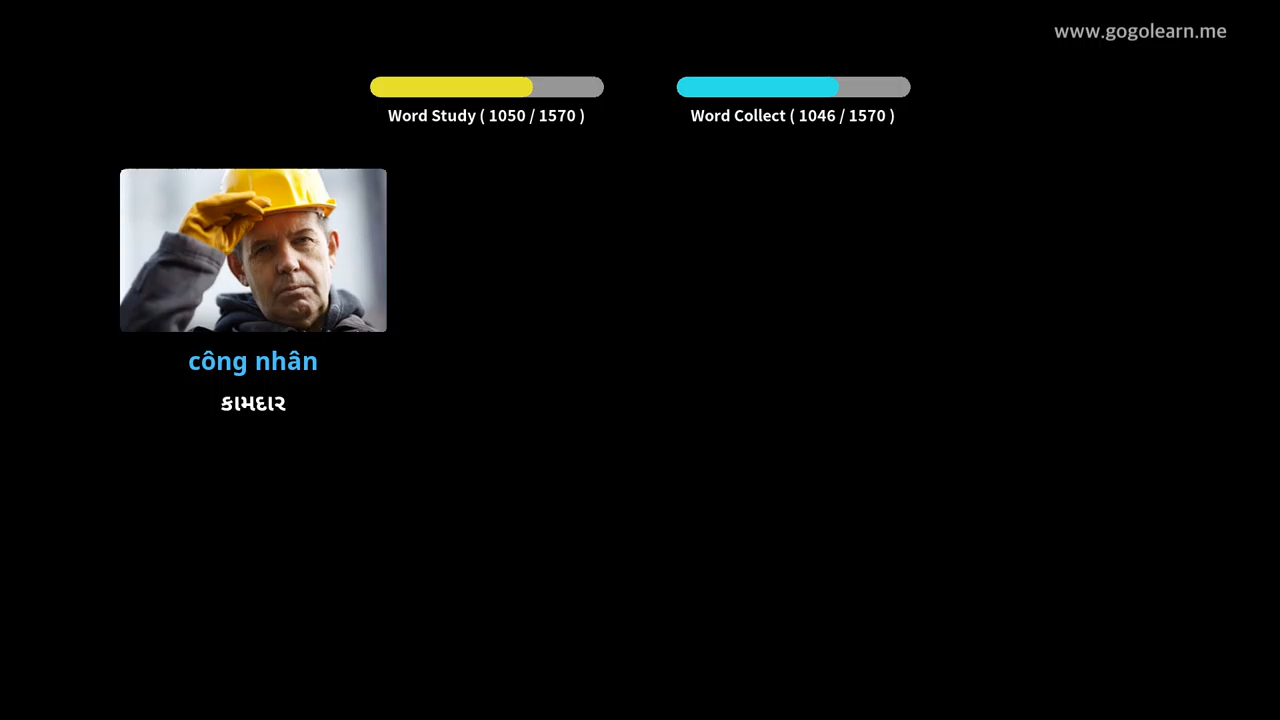 www.gogolearn.me
Word Study ( 1050 / 1570 )
Word Collect ( 1046 / 1570 )
công nhân
કામદાર